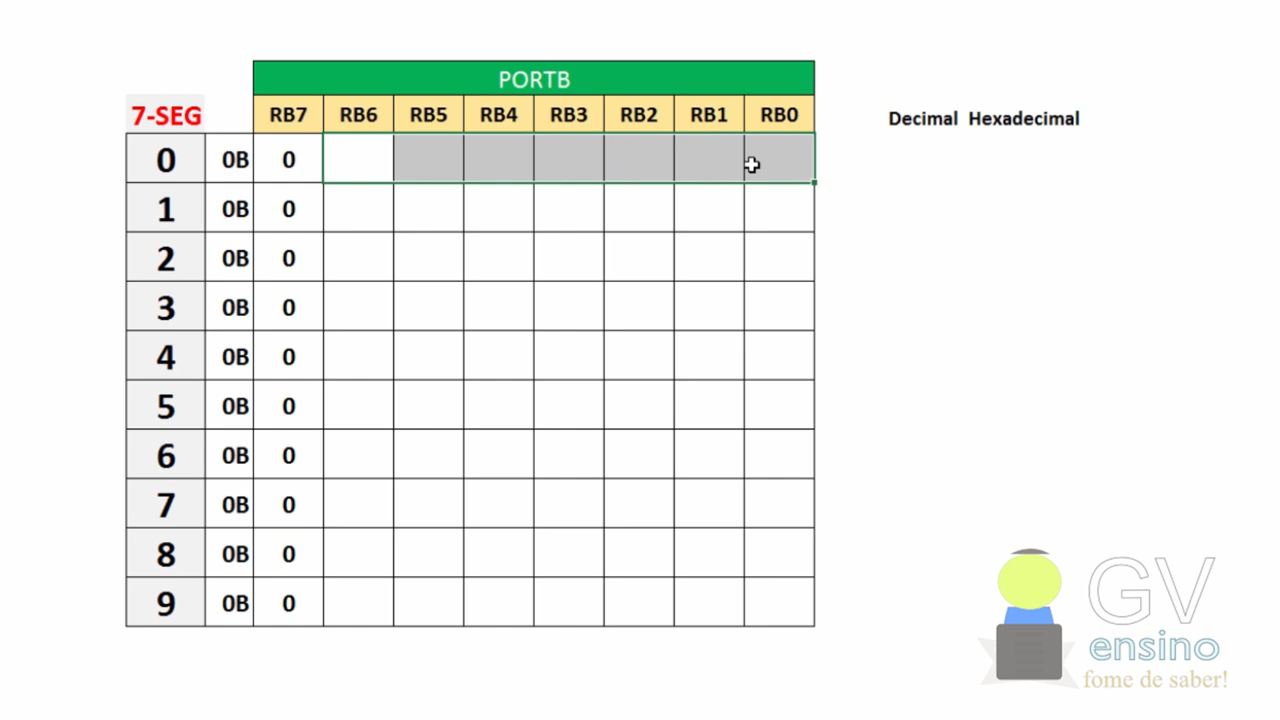 PORTB
7-SEG RB7 RB6 RB5 RB4 RB3 RB2 RB1 RB0 Decimal Hexadecimal
0 0B 0
1 0B 0
2 0B 0
3 0B 0
4 0B 0
5 0B 0
6 0B 0
7 0B 0
8 0B 0
9 0B 0
GV
ensino
fome de saber!